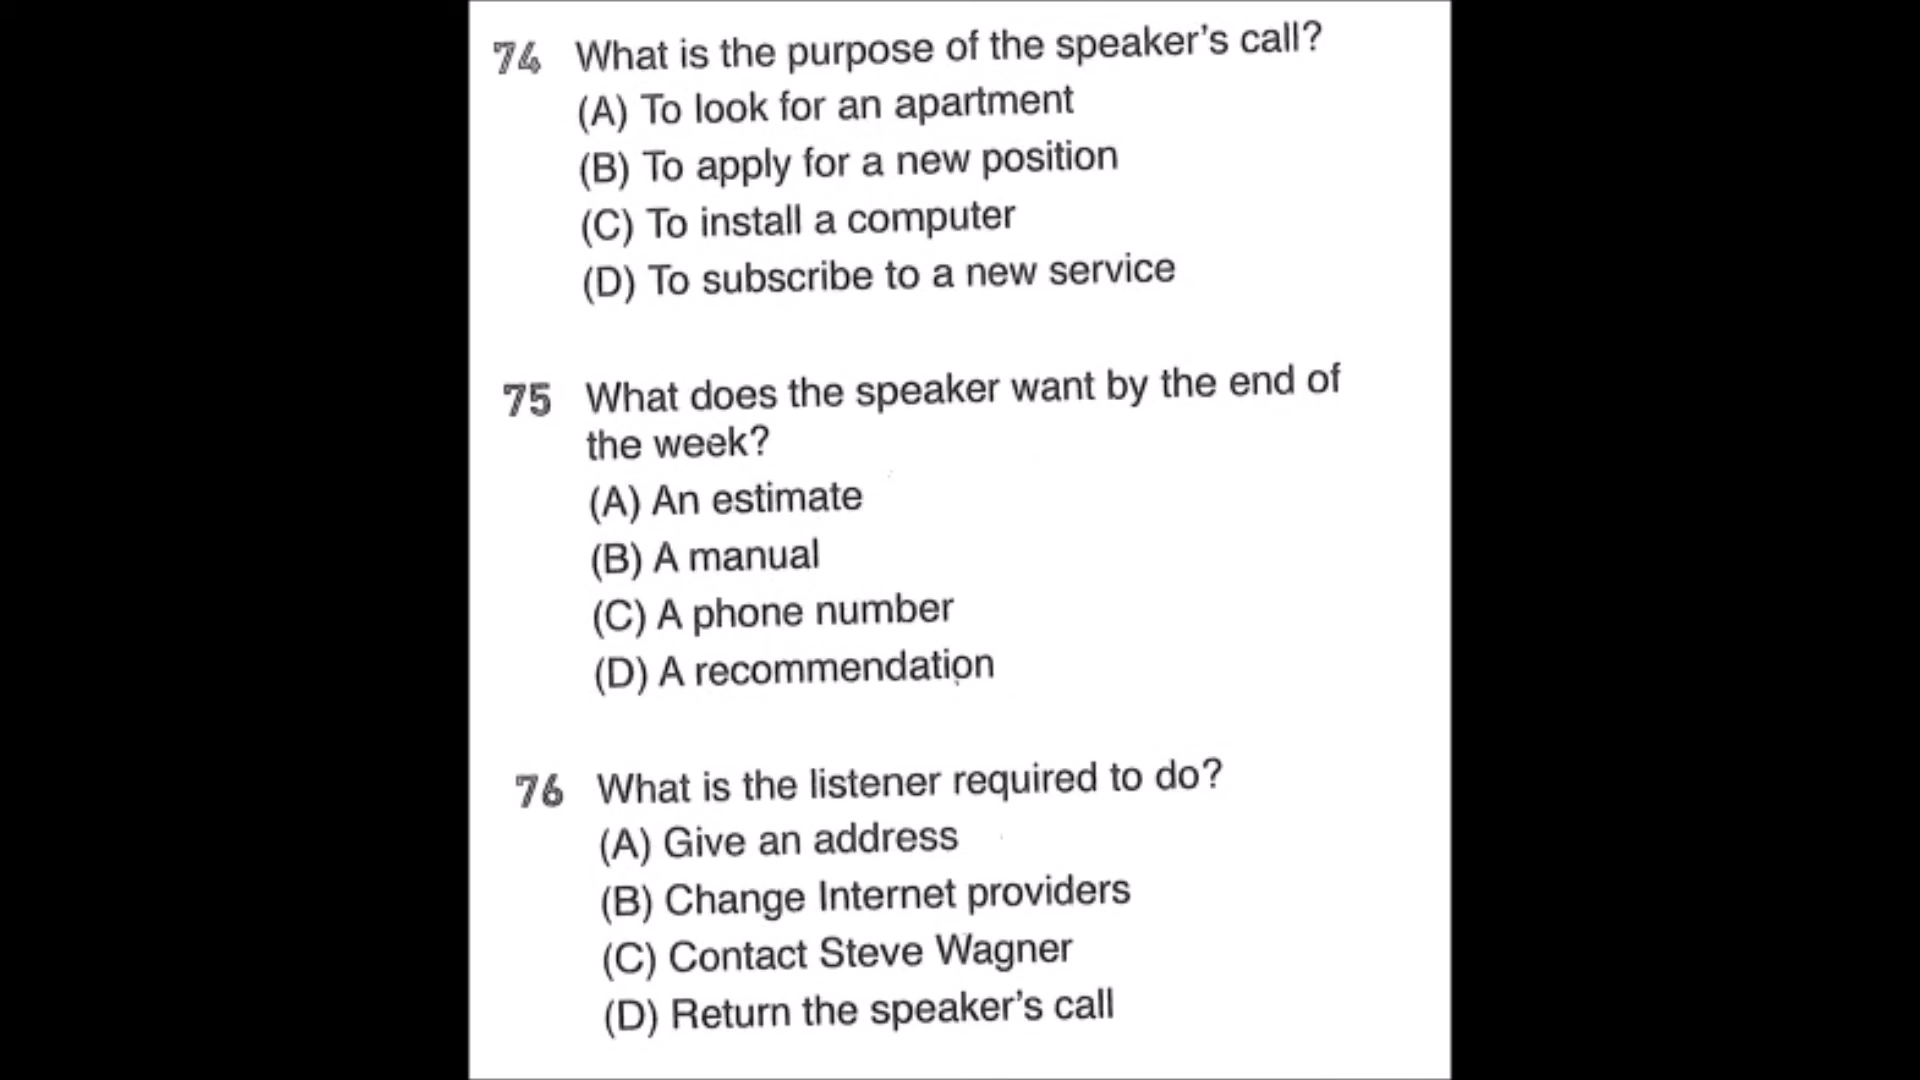 74 What is the purpose of the speaker's call?
(A) To look for an apartment
(B) To apply for a new position
(C) To install a computer
(D) To subscribe to a new service
75 What does the speaker want by the end of
the week?
(A) An estimate
(B) A manual
(C) A phone number
(D) A recommendation
76 What is the listener required to do?
(A) Give an address
(B) Change Internet providers
(C) Contact Steve Wagner
(D) Return the speaker's call